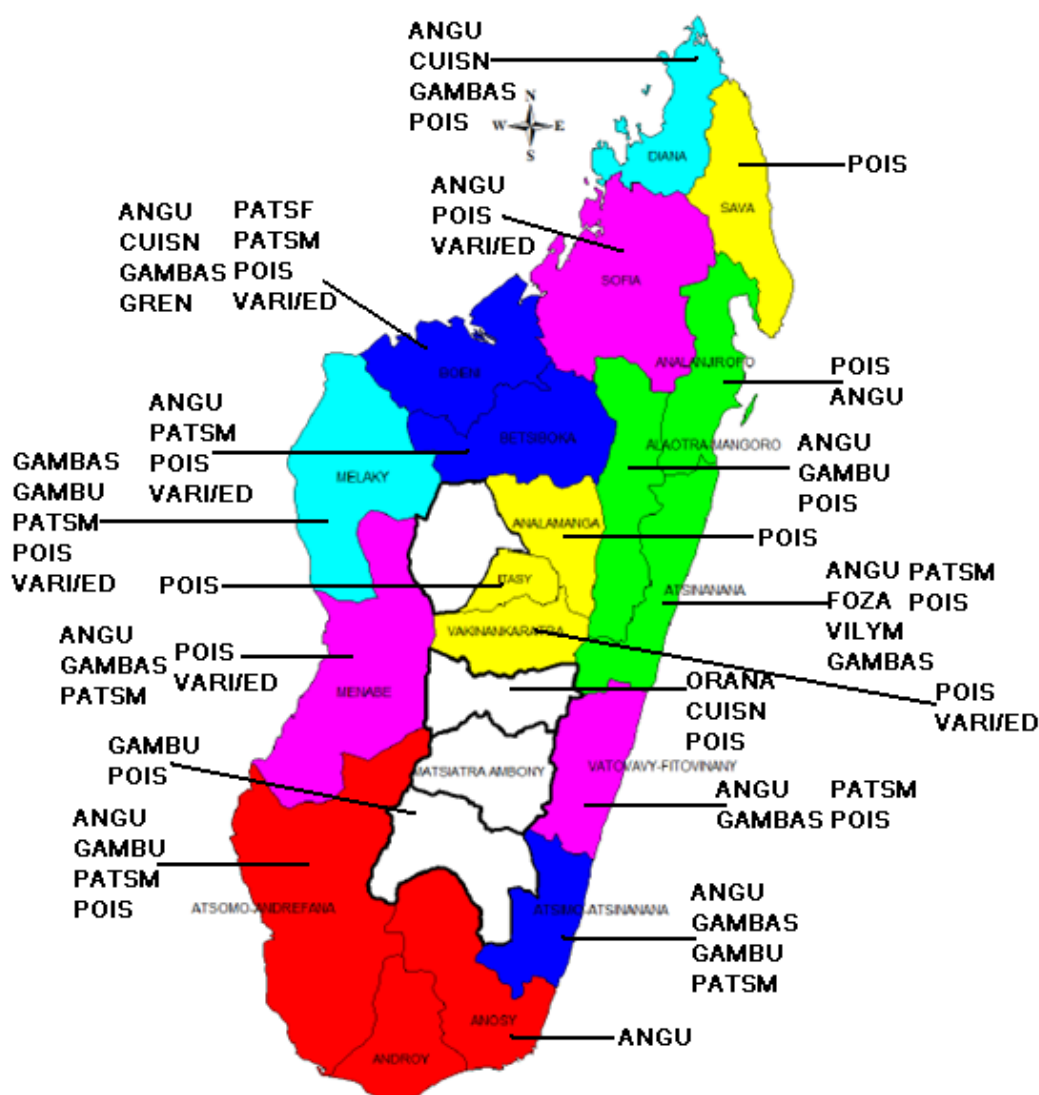 ANGU
CUISN
GAMBAS
POIS
N
W E
S
DIANA
POIS
SAVA
ANGU
POIS
VARI/ED
SOFIA
ANGU PATSF
CUISN PATSM
GAMBAS POIS
GREN VARI/ED
BOENI
ANALANJIROFO
POIS
ANGU
ANGU
PATSM
POIS
VARI/ED
BETSIBOKA
ALAOTRA-MANGORO
ANGU
GAMBU
POIS
GAMBAS
GAMBU
PATSM
POIS
VARI/ED
MELAKY
ANALAMANGA
POIS
POIS
ITASY
ATSINANANA
ANGU PATSM
FOZA POIS
VILYM
GAMBAS
VAKINANKARATRA
POIS
VARI/ED
ANGU
GAMBAS
PATSM
POIS
VARI/ED
MENABE
ORANA
CUISN
POIS
GAMBU
POIS
MATSIATRA AMBONY
VATOVAVY-FITOVINANY
ANGU PATSM
GAMBAS POIS
ANGU
GAMBU
PATSM
POIS
ATSOMO-ANDREFANA
ATSIMO-ATSINANANA
ANGU
GAMBAS
GAMBU
PATSM
ANOSY
ANGU
ANDROY